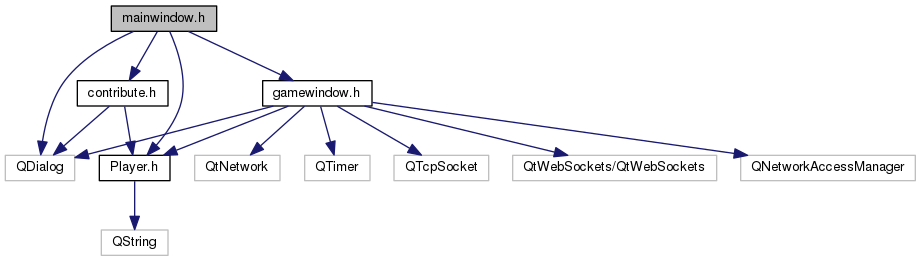 mainwindow.h
contribute.h
gamewindow.h
QDialog
Player.h
QtNetwork
QTimer
QTcpSocket
QtWebSockets/QtWebSockets
QNetworkAccessManager
QString